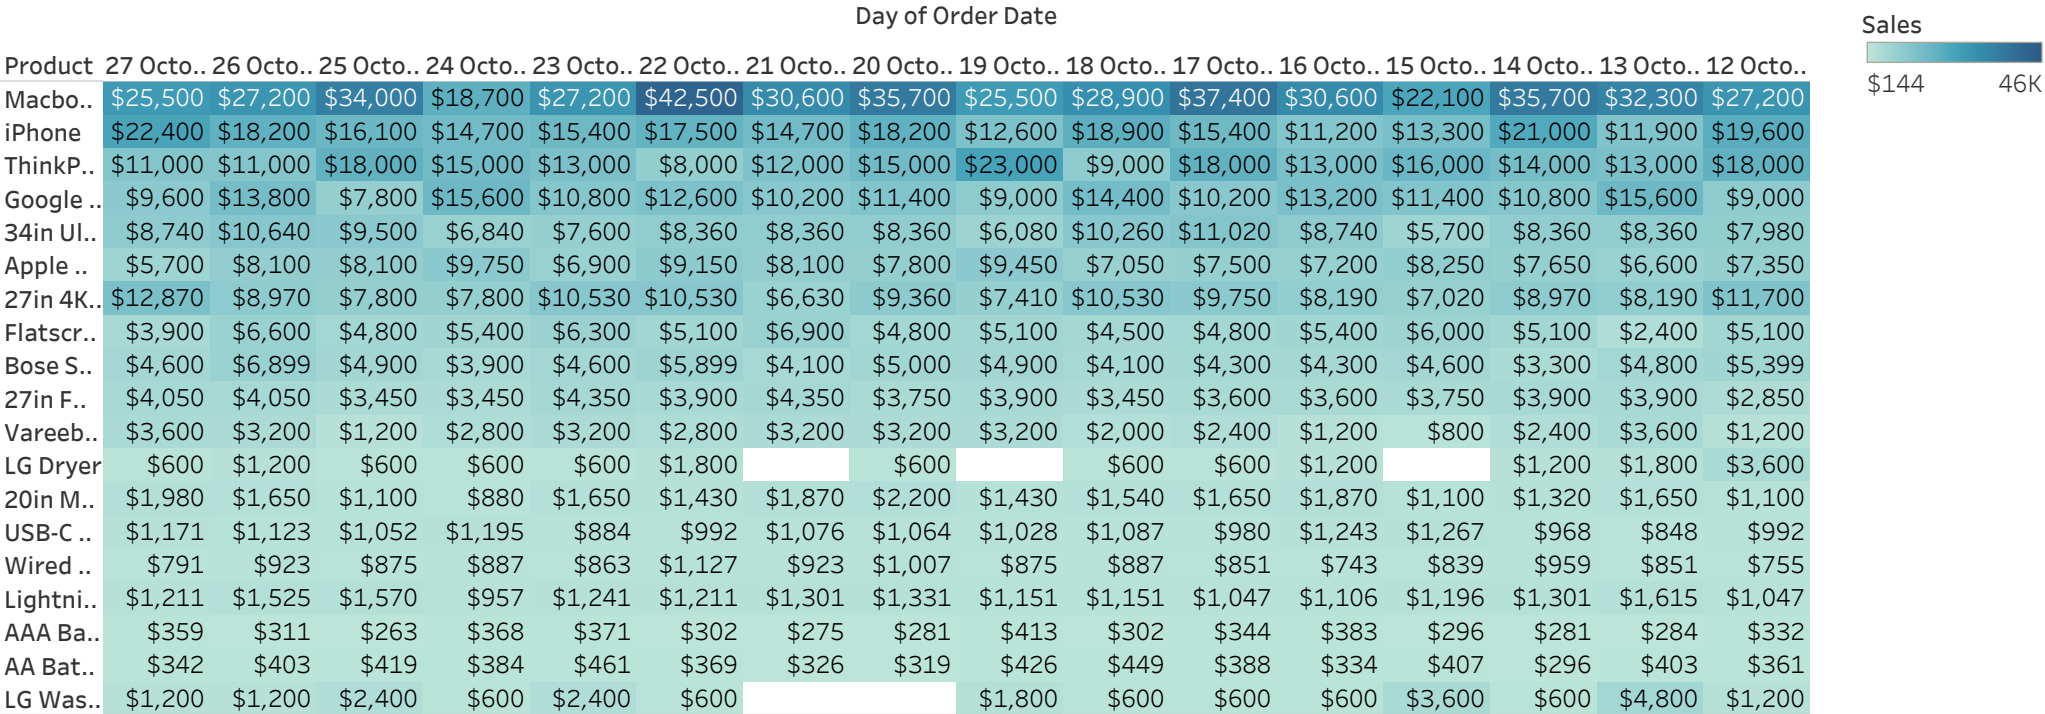 Day of Order Date
Sales
$144 46K
Product 27 Octo.. 26 Octo.. 25 Octo.. 24 Octo.. 23 Octo.. 22 Octo.. 21 Octo.. 20 Octo.. 19 Octo.. 18 Octo.. 17 Octo.. 16 Octo.. 15 Octo.. 14 Octo.. 13 Octo.. 12 Octo..
Macbo.. $25,500 $27,200 $34,000 $18,700 $27,200 $42,500 $30,600 $35,700 $25,500 $28,900 $37,400 $30,600 $22,100 $35,700 $32,300 $27,200
iPhone $22,400 $18,200 $16,100 $14,700 $15,400 $17,500 $14,700 $18,200 $12,600 $18,900 $15,400 $11,200 $13,300 $21,000 $11,900 $19,600
ThinkP.. $11,000 $11,000 $18,000 $15,000 $13,000 $8,000 $12,000 $15,000 $23,000 $9,000 $18,000 $13,000 $16,000 $14,000 $13,000 $18,000
Google .. $9,600 $13,800 $7,800 $15,600 $10,800 $12,600 $10,200 $11,400 $9,000 $14,400 $10,200 $13,200 $11,400 $10,800 $15,600 $9,000
34in Ul.. $8,740 $10,640 $9,500 $6,840 $7,600 $8,360 $8,360 $8,360 $6,080 $10,260 $11,020 $8,740 $5,700 $8,360 $8,360 $7,980
Apple .. $5,700 $8,100 $8,100 $9,750 $6,900 $9,150 $8,100 $7,800 $9,450 $7,050 $7,500 $7,200 $8,250 $7,650 $6,600 $7,350
27in 4K.. $12,870 $8,970 $7,800 $7,800 $10,530 $10,530 $6,630 $9,360 $7,410 $10,530 $9,750 $8,190 $7,020 $8,970 $8,190 $11,700
Flatscr.. $3,900 $6,600 $4,800 $5,400 $6,300 $5,100 $6,900 $4,800 $5,100 $4,500 $4,800 $5,400 $6,000 $5,100 $2,400 $5,100
Bose S.. $4,600 $6,899 $4,900 $3,900 $4,600 $5,899 $4,100 $5,000 $4,900 $4,100 $4,300 $4,300 $4,600 $3,300 $4,800 $5,399
27in F.. $4,050 $4,050 $3,450 $3,450 $4,350 $3,900 $4,350 $3,750 $3,900 $3,450 $3,600 $3,600 $3,750 $3,900 $3,900 $2,850
Vareeb.. $3,600 $3,200 $1,200 $2,800 $3,200 $2,800 $3,200 $3,200 $3,200 $2,000 $2,400 $1,200 $800 $2,400 $3,600 $1,200
LG Dryer $600 $1,200 $600 $600 $600 $1,800 $600 $600 $600 $1,200 $1,200 $1,800 $3,600
20in M.. $1,980 $1,650 $1,100 $880 $1,650 $1,430 $1,870 $2,200 $1,430 $1,540 $1,650 $1,870 $1,100 $1,320 $1,650 $1,100
USB-C .. $1,171 $1,123 $1,052 $1,195 $884 $992 $1,076 $1,064 $1,028 $1,087 $980 $1,243 $1,267 $968 $848 $992
Wired .. $791 $923 $875 $887 $863 $1,127 $923 $1,007 $875 $887 $851 $743 $839 $959 $851 $755
Lightni.. $1,211 $1,525 $1,570 $957 $1,241 $1,211 $1,301 $1,331 $1,151 $1,151 $1,047 $1,106 $1,196 $1,301 $1,615 $1,047
AAA Ba.. $359 $311 $263 $368 $371 $302 $275 $281 $413 $302 $344 $383 $296 $281 $284 $332
AA Bat.. $342 $403 $419 $384 $461 $369 $326 $319 $426 $449 $388 $334 $407 $296 $403 $361
LG Was.. $1,200 $1,200 $2,400 $600 $2,400 $600 $1,800 $600 $600 $600 $3,600 $600 $4,800 $1,200